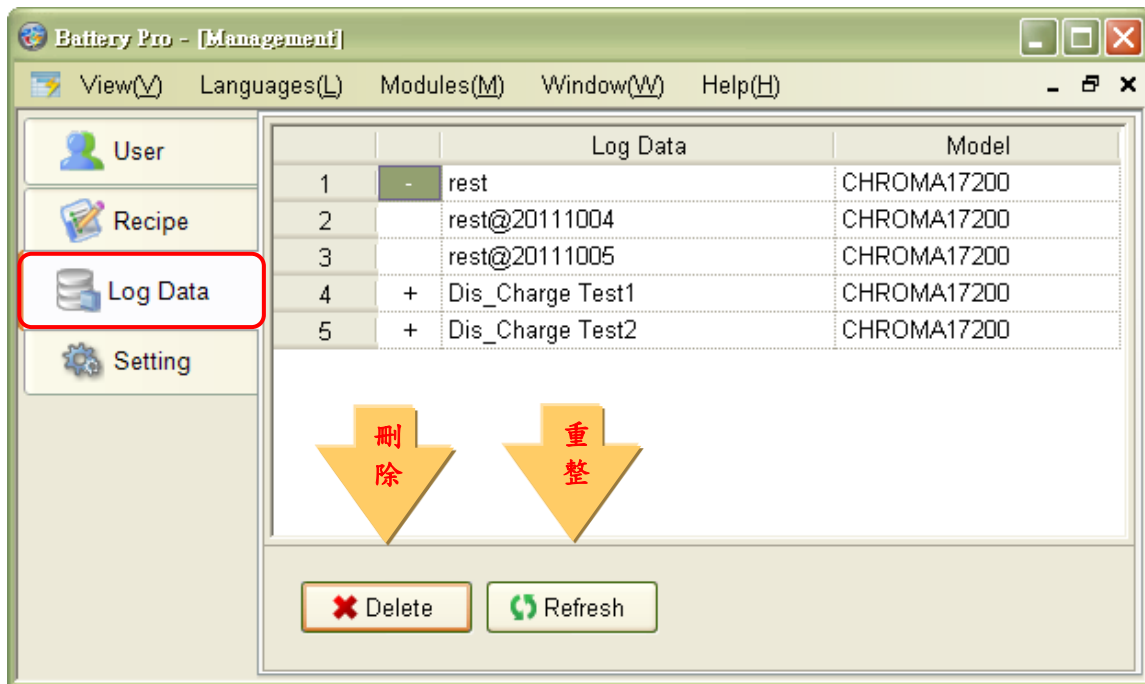 Battery Pro - [Management]
View(V) Languages(L) Modules(M) Window(W) Help(H)
User
Recipe
Log Data
Setting
Log Data Model
1 - rest CHROMA17200
2 rest@20111004 CHROMA17200
3 rest@20111005 CHROMA17200
4 + Dis_Charge Test1 CHROMA17200
5 + Dis_Charge Test2 CHROMA17200
刪除
重整
Delete Refresh